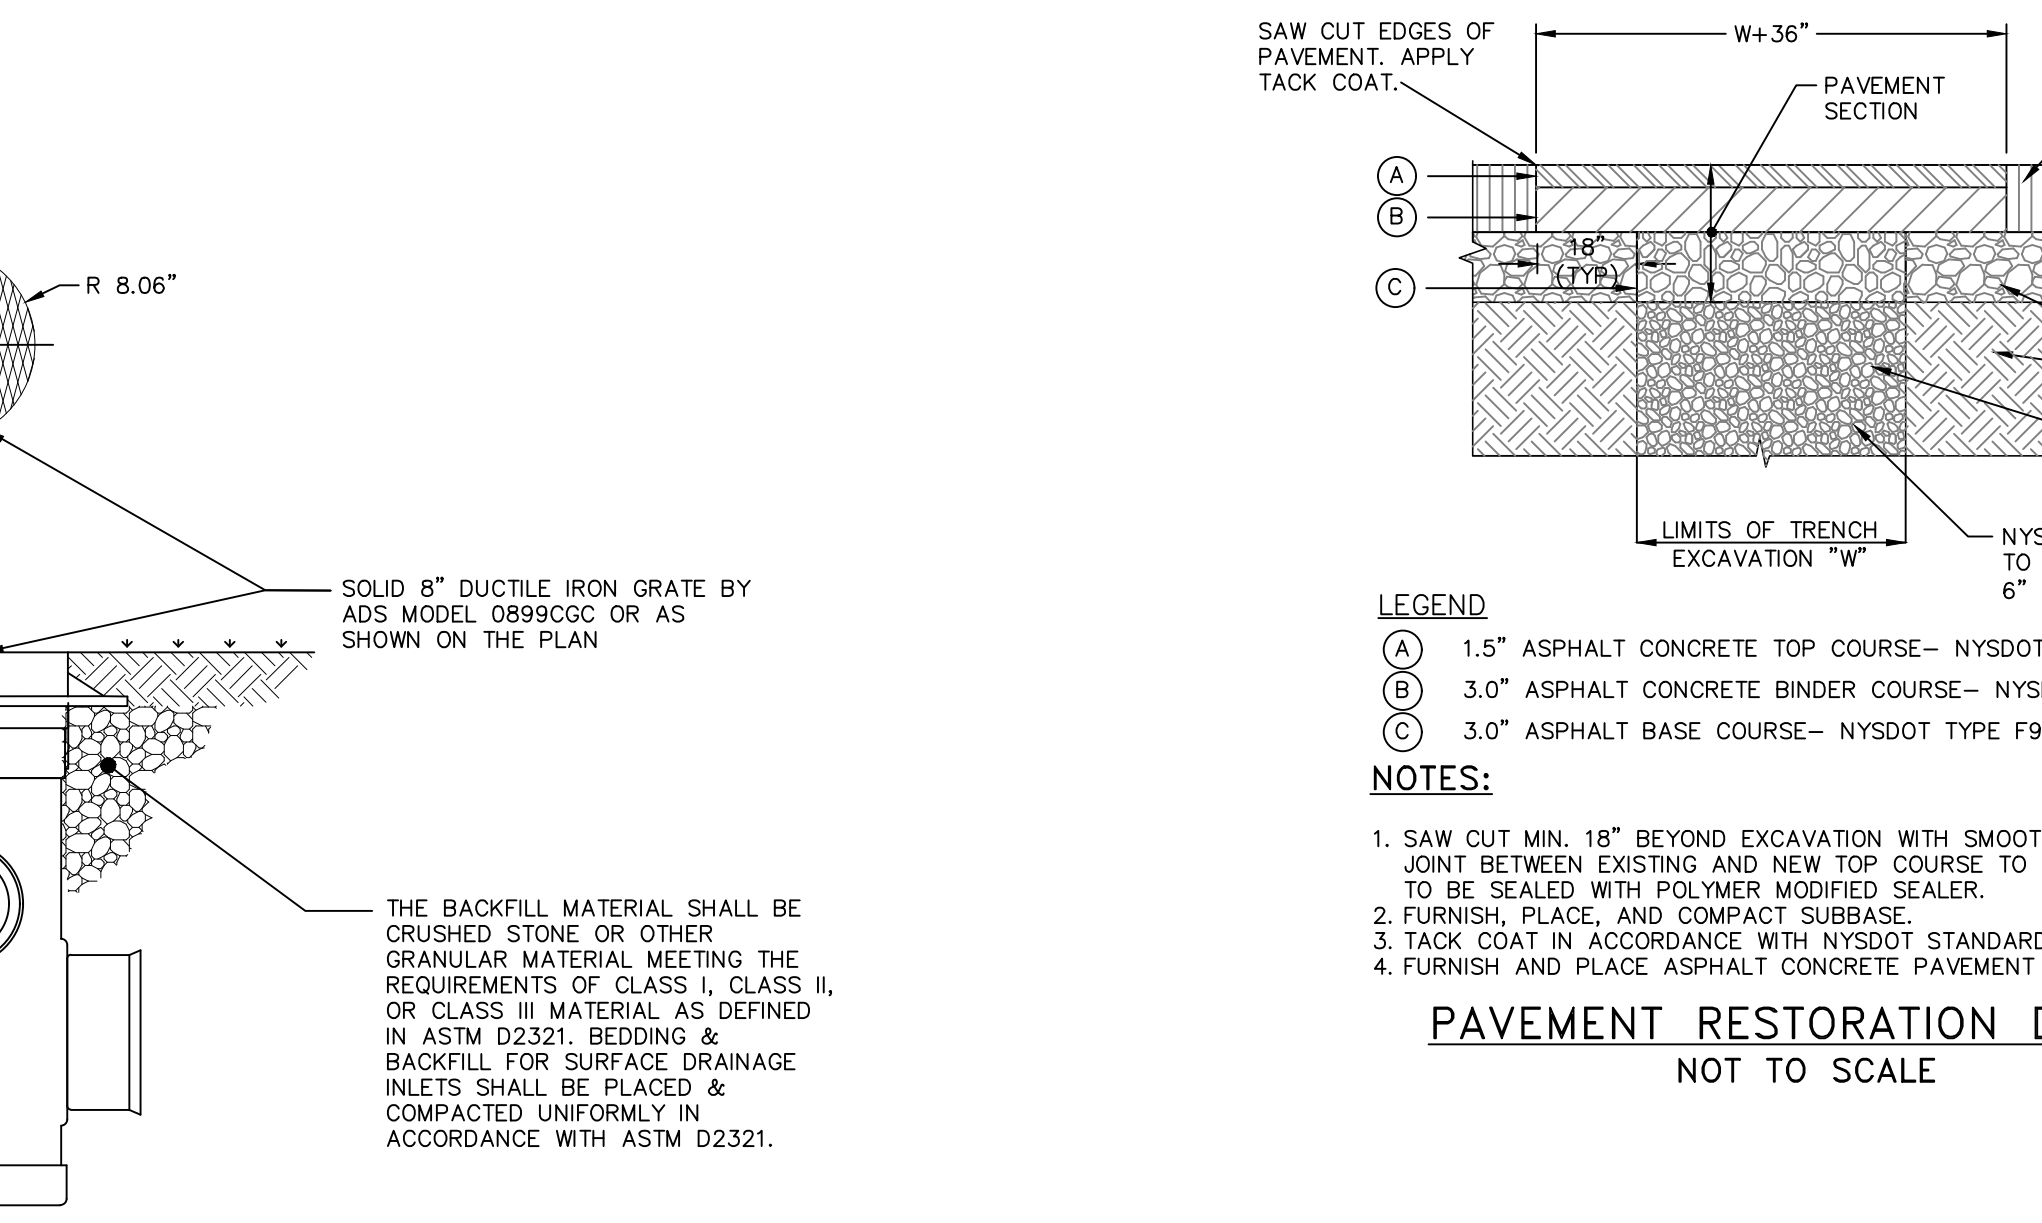 R 8.06”
SOLID 8” DUCTILE IRON GRATE BY
ADS MODEL 0899CGC OR AS
SHOWN ON THE PLAN
THE BACKFILL MATERIAL SHALL BE
CRUSHED STONE OR OTHER
GRANULAR MATERIAL MEETING THE
REQUIREMENTS OF CLASS I, CLASS II,
OR CLASS III MATERIAL AS DEFINED
IN ASTM D2321. BEDDING &
BACKFILL FOR SURFACE DRAINAGE
INLETS SHALL BE PLACED &
COMPACTED UNIFORMLY IN
ACCORDANCE WITH ASTM D2321.
SAW CUT EDGES OF
PAVEMENT. APPLY
TACK COAT.
W+36”
PAVEMENT
SECTION
A
B
18”
(TYP)
C
LIMITS OF TRENCH
EXCAVATION ”W”
NYS
TO
6”
LEGEND
A 1.5” ASPHALT CONCRETE TOP COURSE– NYSDOT
B 3.0” ASPHALT CONCRETE BINDER COURSE– NYS
C 3.0” ASPHALT BASE COURSE– NYSDOT TYPE F9
NOTES:
1. SAW CUT MIN. 18” BEYOND EXCAVATION WITH SMOOT
JOINT BETWEEN EXISTING AND NEW TOP COURSE TO
TO BE SEALED WITH POLYMER MODIFIED SEALER.
2. FURNISH, PLACE, AND COMPACT SUBBASE.
3. TACK COAT IN ACCORDANCE WITH NYSDOT STANDARD
4. FURNISH AND PLACE ASPHALT CONCRETE PAVEMENT
PAVEMENT RESTORATION D
NOT TO SCALE